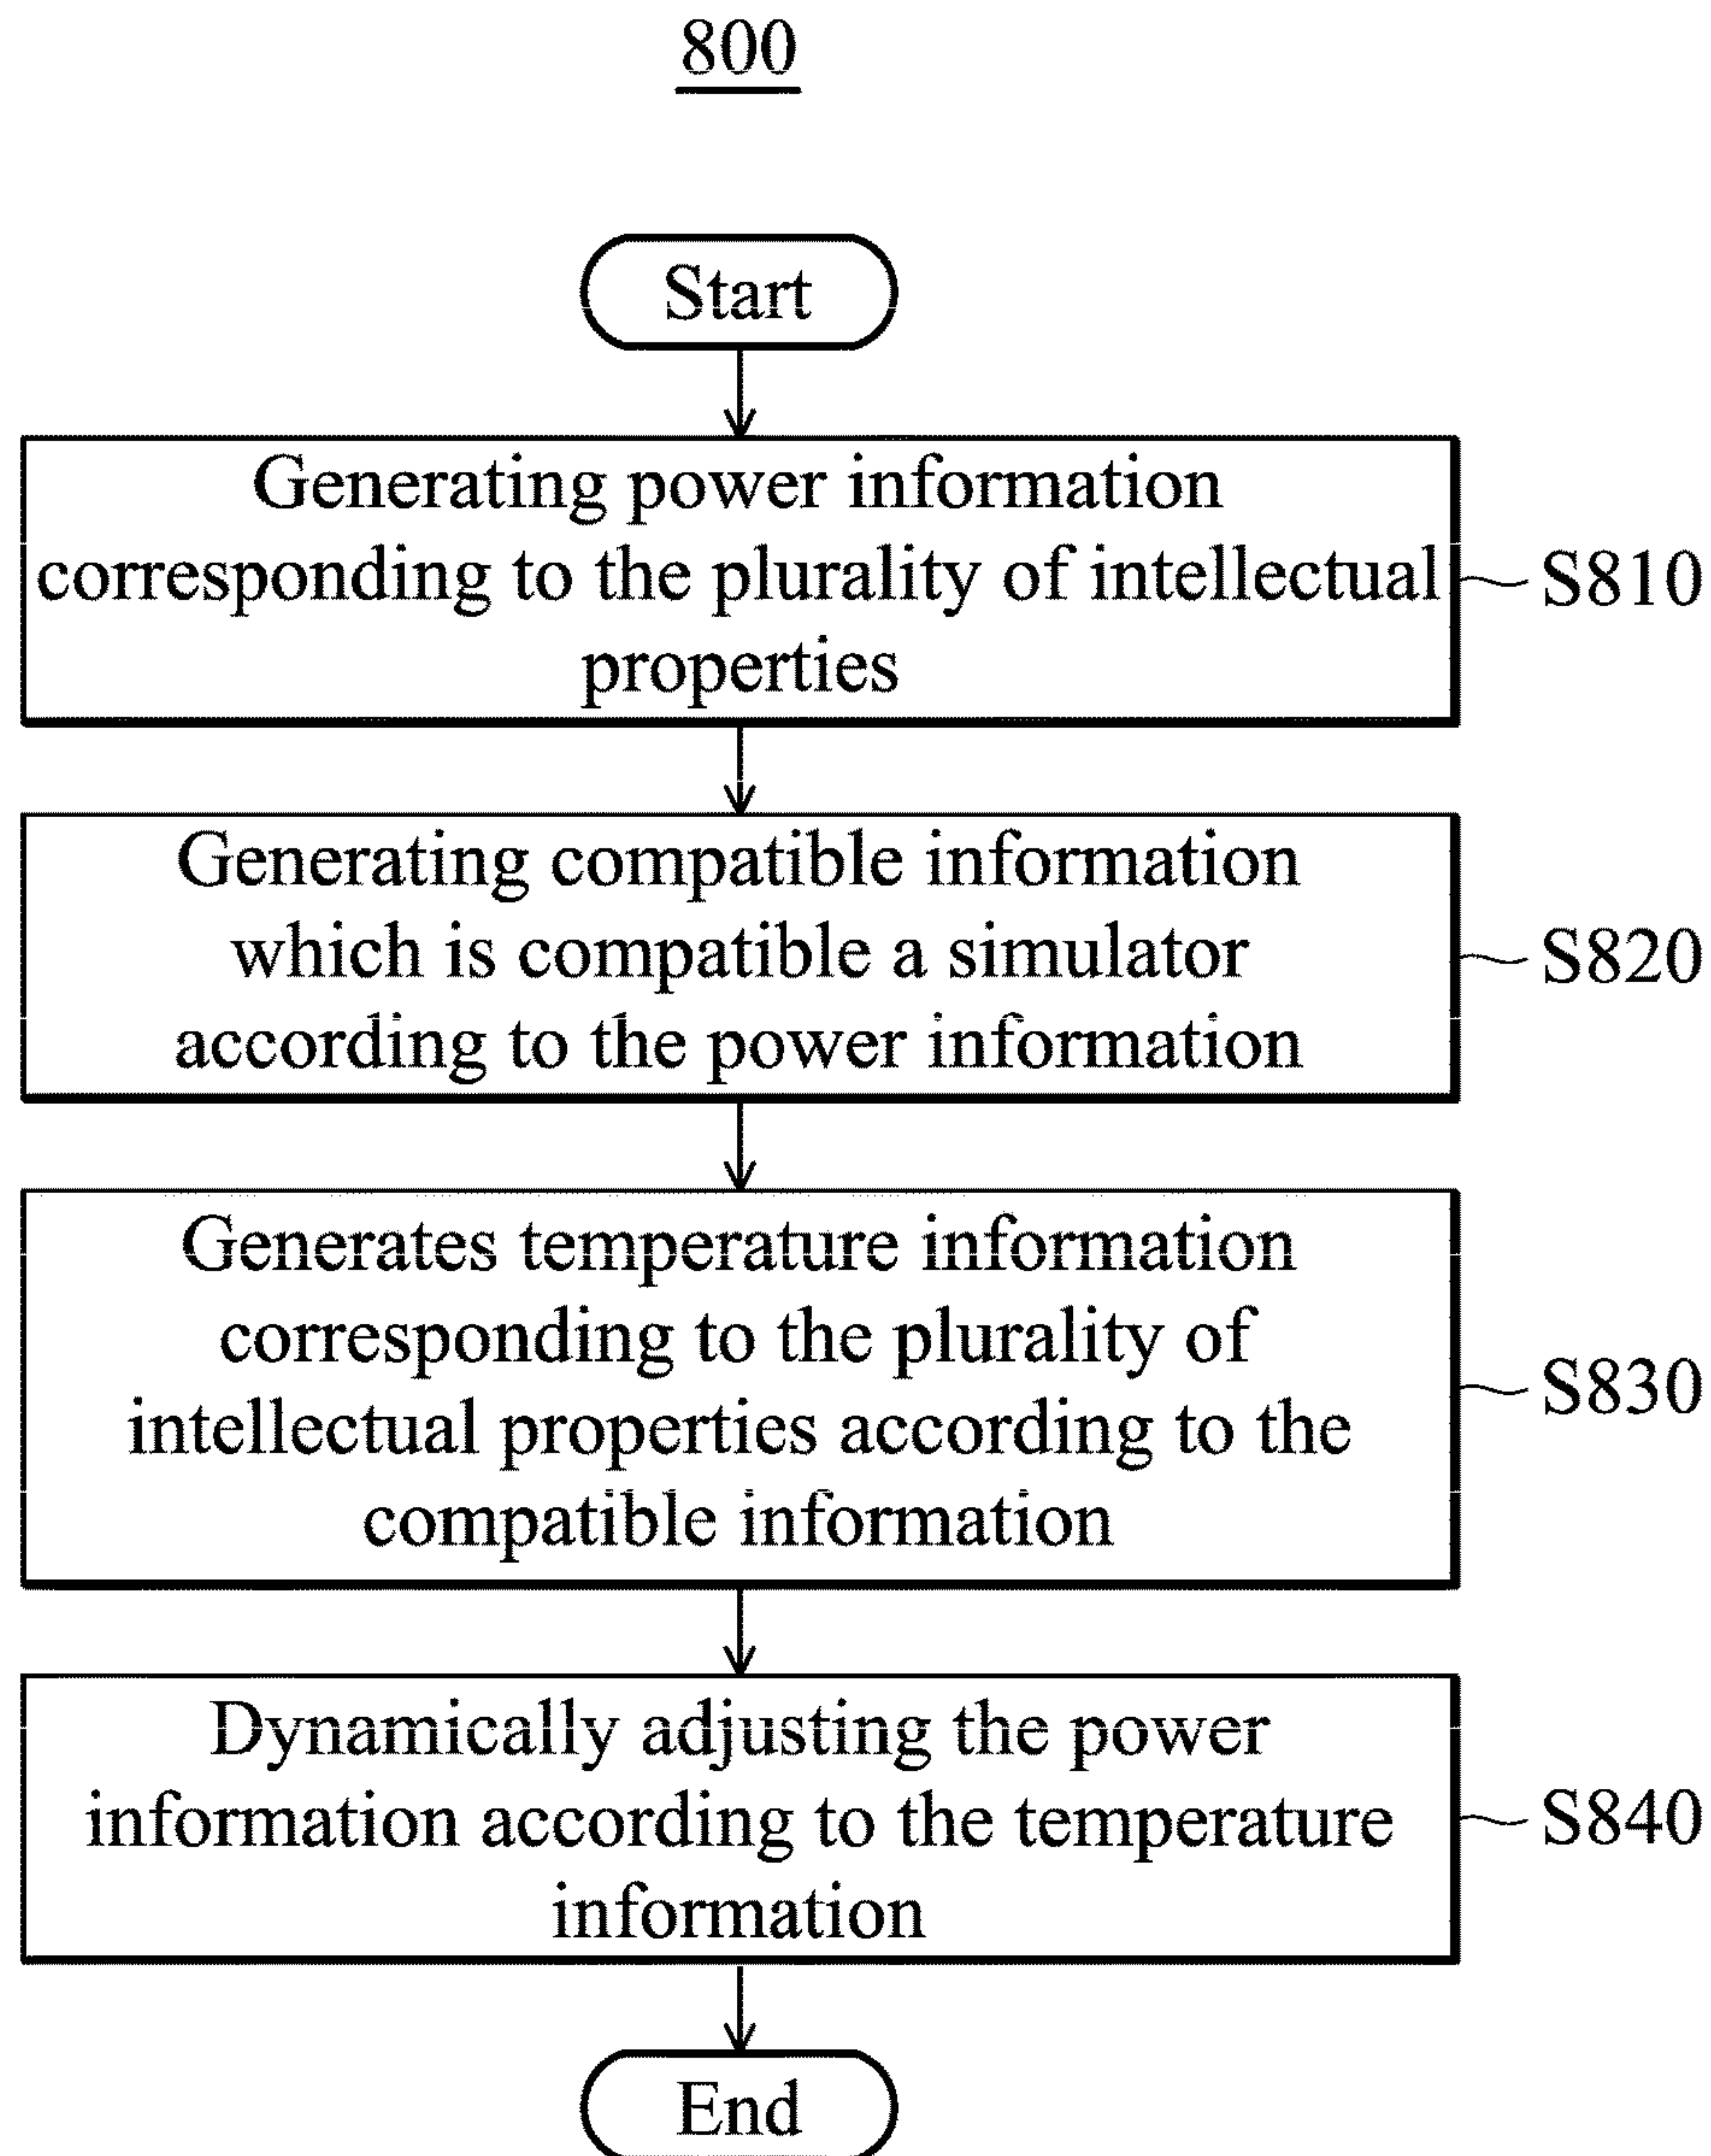 800
Start
Generating power information
corresponding to the plurality of intellectual
properties
S810
Generating compatible information
which is compatible a simulator
according to the power information
S820
Generates temperature information
corresponding to the plurality of
intellectual properties according to the
compatible information
S830
Dynamically adjusting the power
information according to the temperature
information
S840
End